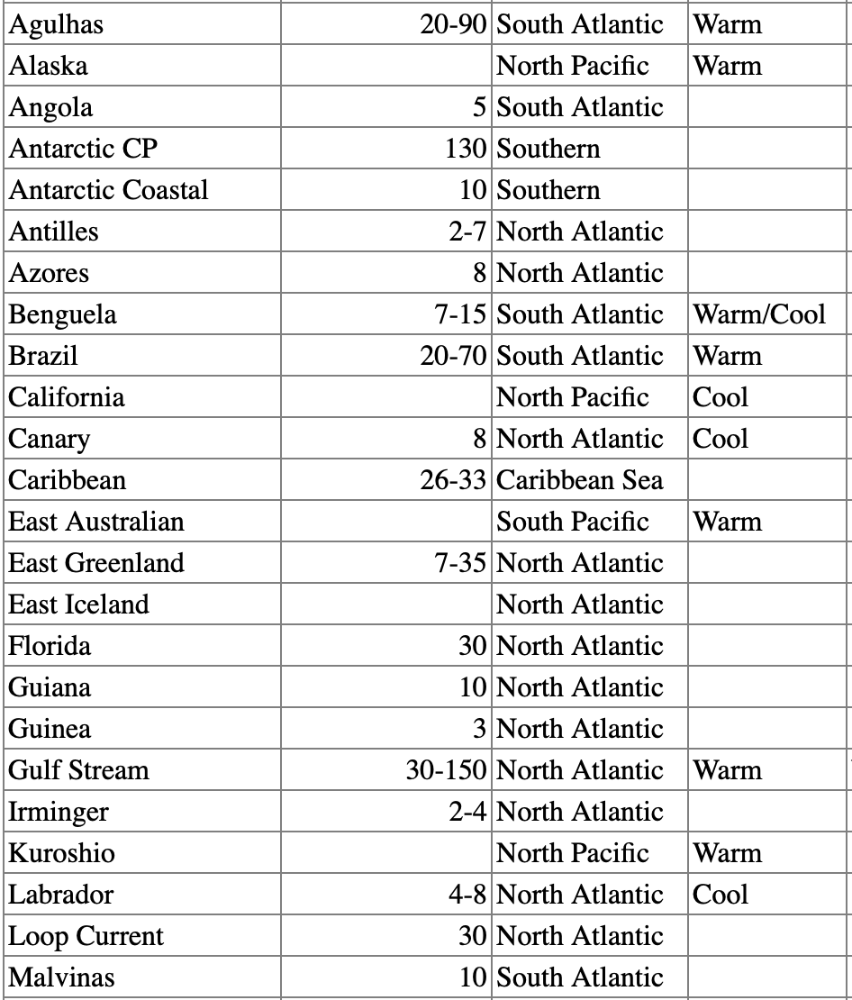 Agulhas 20-90 South Atlantic Warm
Alaska North Pacific Warm
Angola 5 South Atlantic
Antarctic CP 130 Southern
Antarctic Coastal 10 Southern
Antilles 2-7 North Atlantic
Azores 8 North Atlantic
Benguela 7-15 South Atlantic Warm/Cool
Brazil 20-70 South Atlantic Warm
California North Pacific Cool
Canary 8 North Atlantic Cool
Caribbean 26-33 Caribbean Sea
East Australian South Pacific Warm
East Greenland 7-35 North Atlantic
East Iceland North Atlantic
Florida 30 North Atlantic
Guiana 10 North Atlantic
Guinea 3 North Atlantic
Gulf Stream 30-150 North Atlantic Warm
Irminger 2-4 North Atlantic
Kuroshio North Pacific Warm
Labrador 4-8 North Atlantic Cool
Loop Current 30 North Atlantic
Malvinas 10 South Atlantic